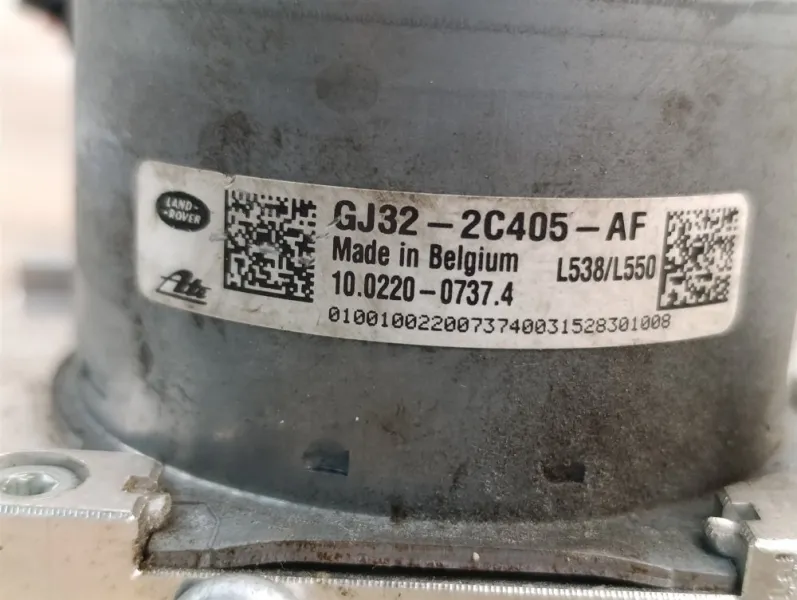 LAND-
-ROVER
GJ32-2C405-AF
Made in Belgium
L538/L550
10.0220-0737.4
Ate
0100100220073740031528301008